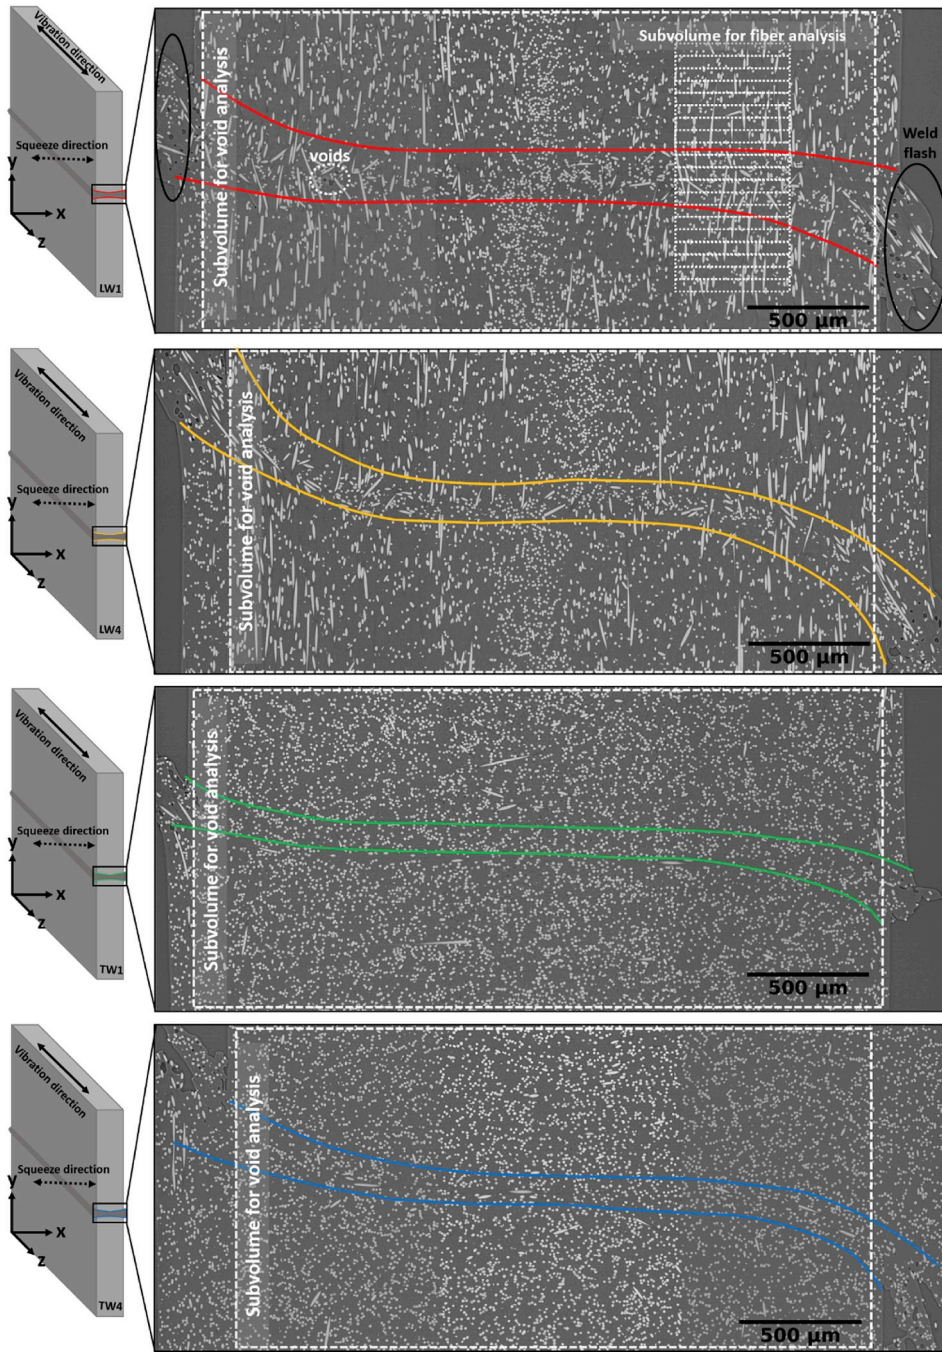 Vibration direction
Squeeze direction
y
x
z
LW1
Subvolume for void analysis
voids
Subvolume for fiber analysis
Weld
flash
500 µm
Vibration direction
Squeeze direction
y
x
z
LW4
Subvolume for void analysis
500 µm
Vibration direction
Squeeze direction
y
x
z
TW1
Subvolume for void analysis
500 µm
Vibration direction
Squeeze direction
y
x
z
TW4
Subvolume for void analysis
500 µm